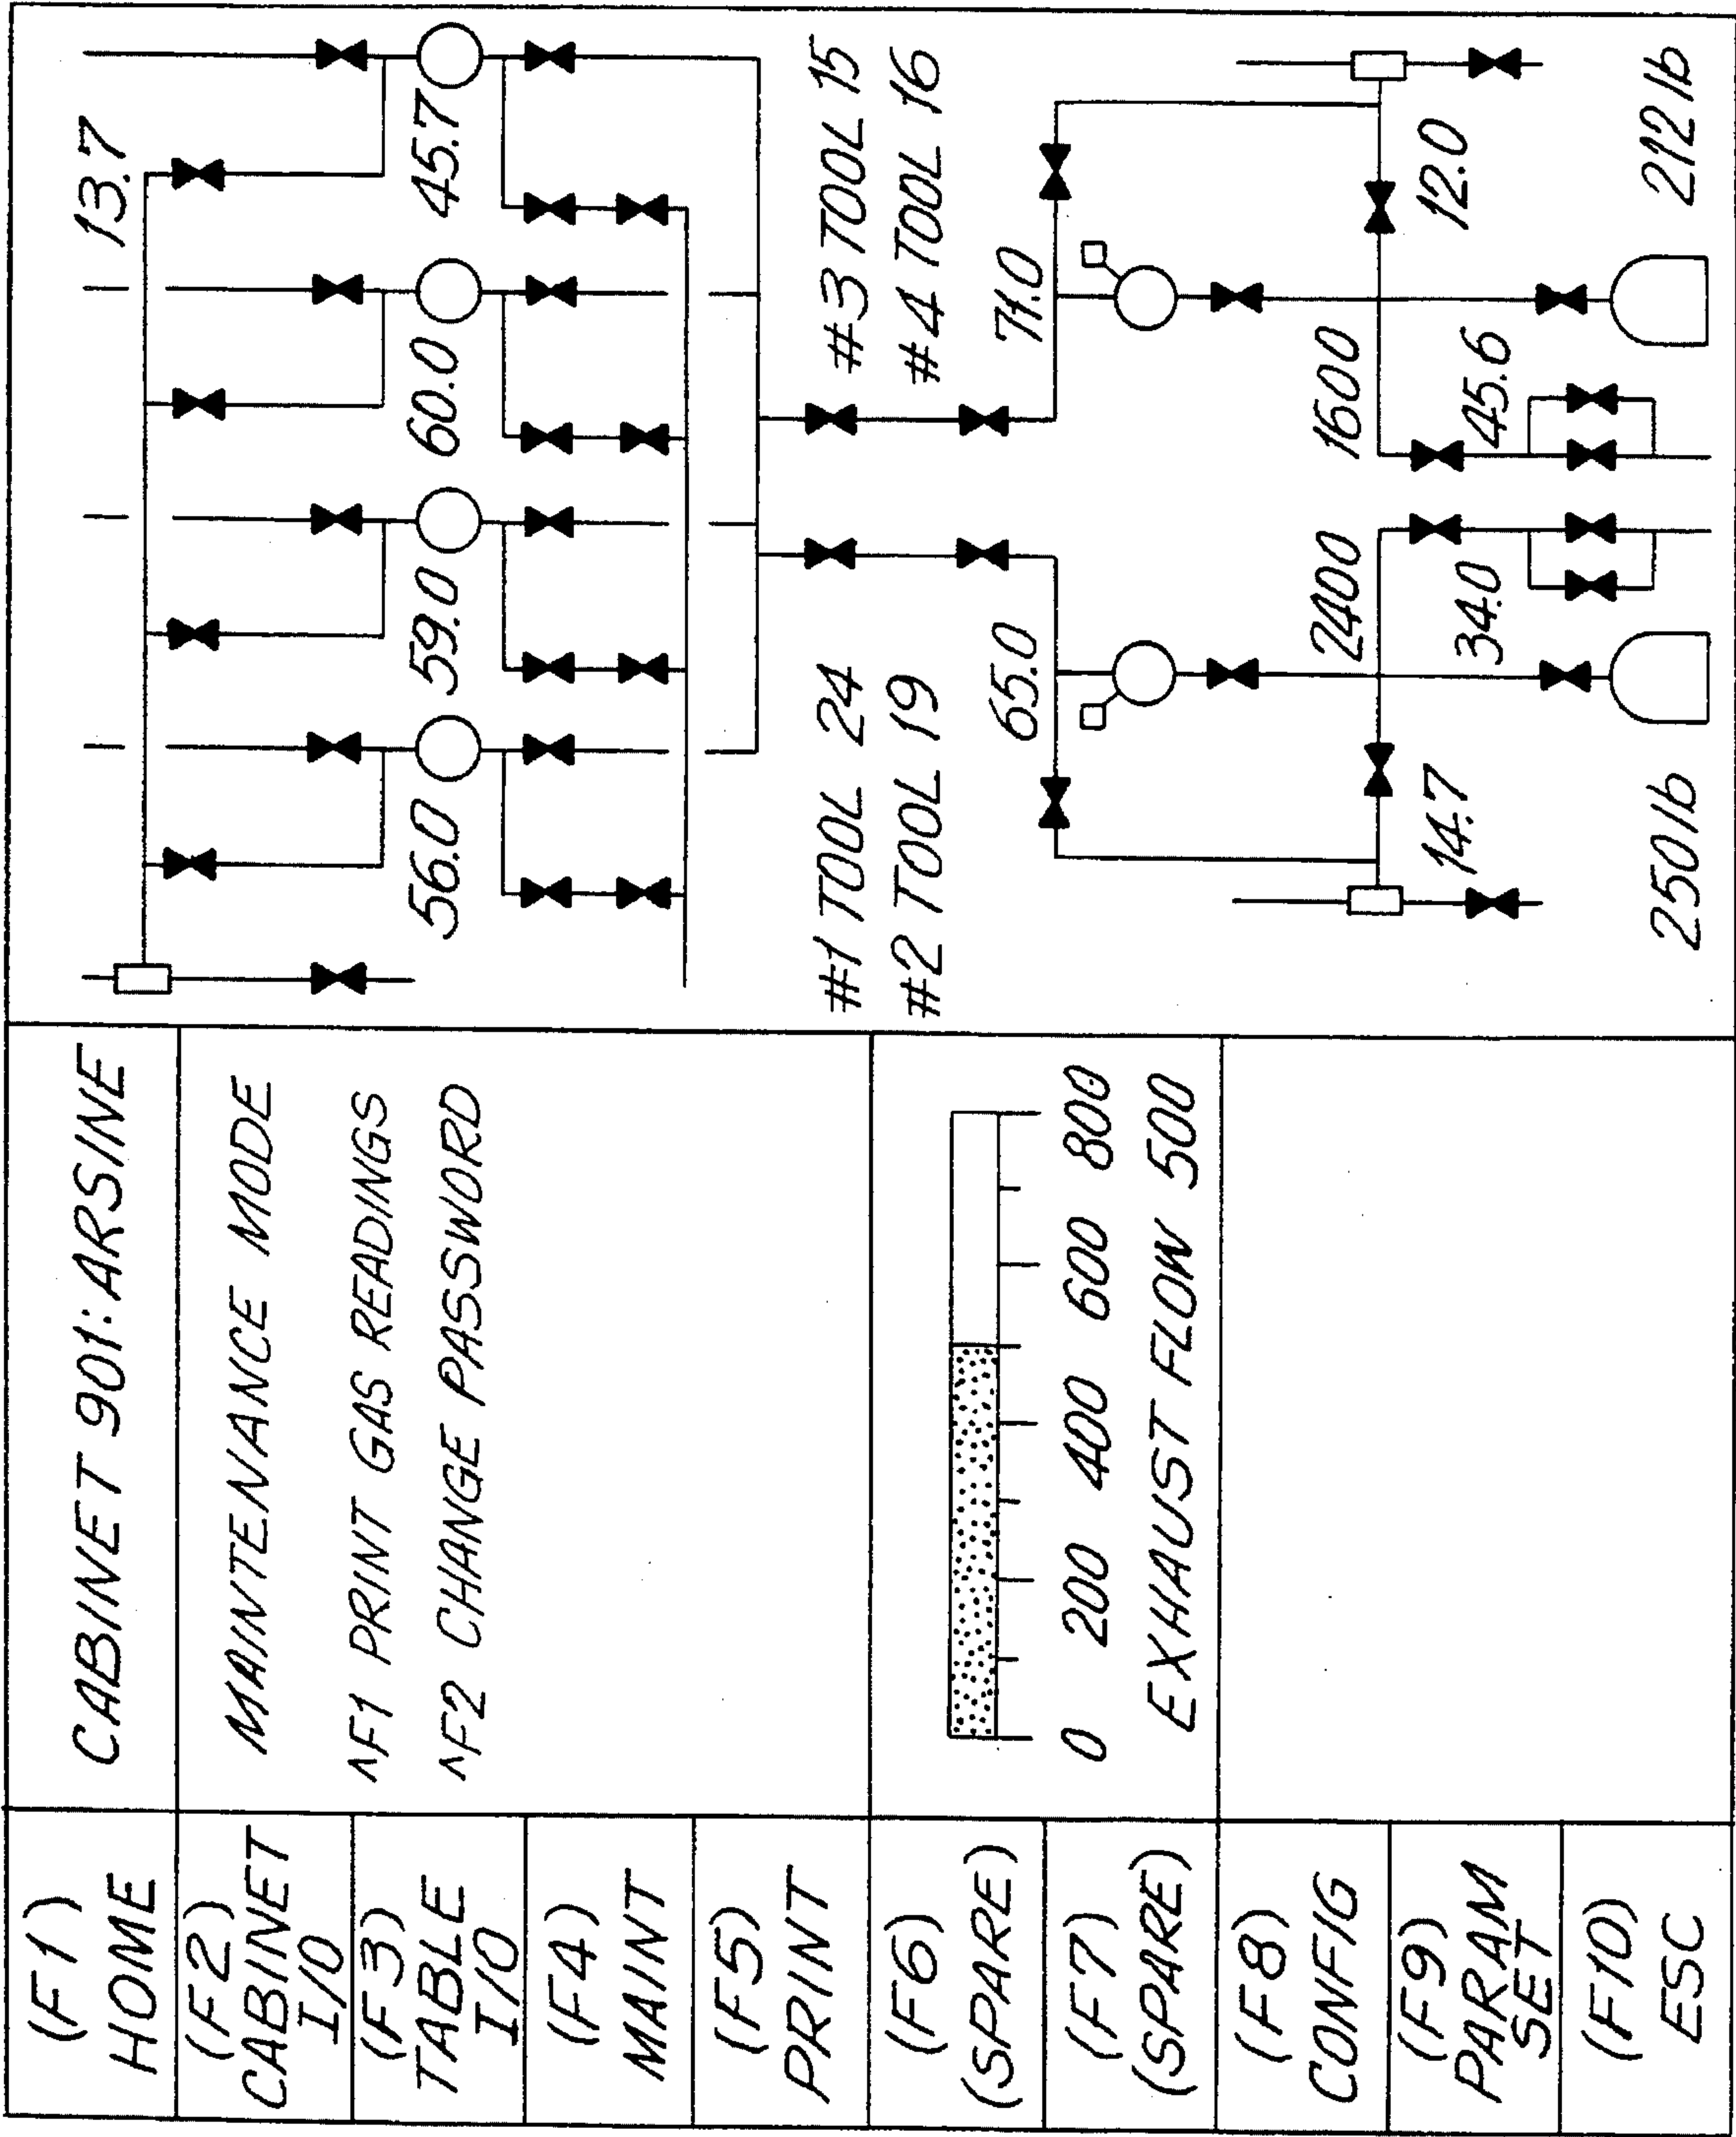 (F1)
HOME
(F2)
CABINET
I/O
(F3)
TABLE
I/O
(F4)
MAINT
(F5)
PRINT
(F6)
(SPARE)
(F7)
(SPARE)
(F8)
CONFIG
(F9)
PARAM
SET
(F10)
ESC
CABINET 901:ARSINE
MAINTENANCE MODE
^F1 PRINT GAS READINGS
^F2 CHANGE PASSWORD
0 200 400 600 800
EXHAUST FLOW 500
13.7
56.0 59.0 60.0 45.7
#1 TOOL 24 #3 TOOL 15
#2 TOOL 19 #4 TOOL 16
65.0 71.0
2400 1600
14.7 34.0 45.6 12.0
250 lb 212 lb